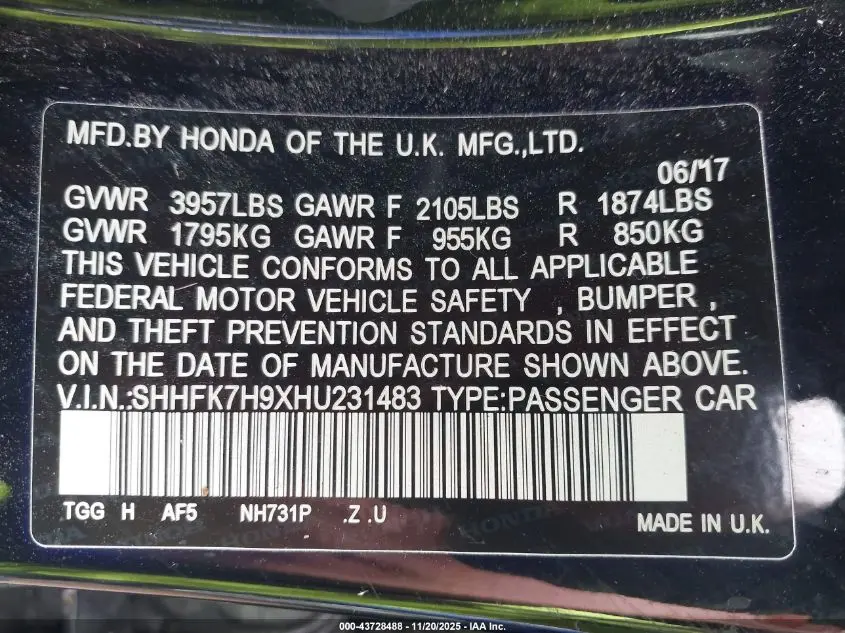 MFD.BY HONDA OF THE U.K. MFG.,LTD.
06/17
GVWR 3957LBS GAWR F 2105LBS R 1874LBS
GVWR 1795KG GAWR F 955KG R 850KG
THIS VEHICLE CONFORMS TO ALL APPLICABLE
FEDERAL MOTOR VEHICLE SAFETY , BUMPER ,
AND THEFT PREVENTION STANDARDS IN EFFECT
ON THE DATE OF MANUFACTURE SHOWN ABOVE.
V.I.N.:SHHFK7H9XHU231483 TYPE:PASSENGER CAR
TGG H AF5 NH731P .Z .U
MADE IN U.K.
000-43728488 - 11/20/2025 - IAA Inc.